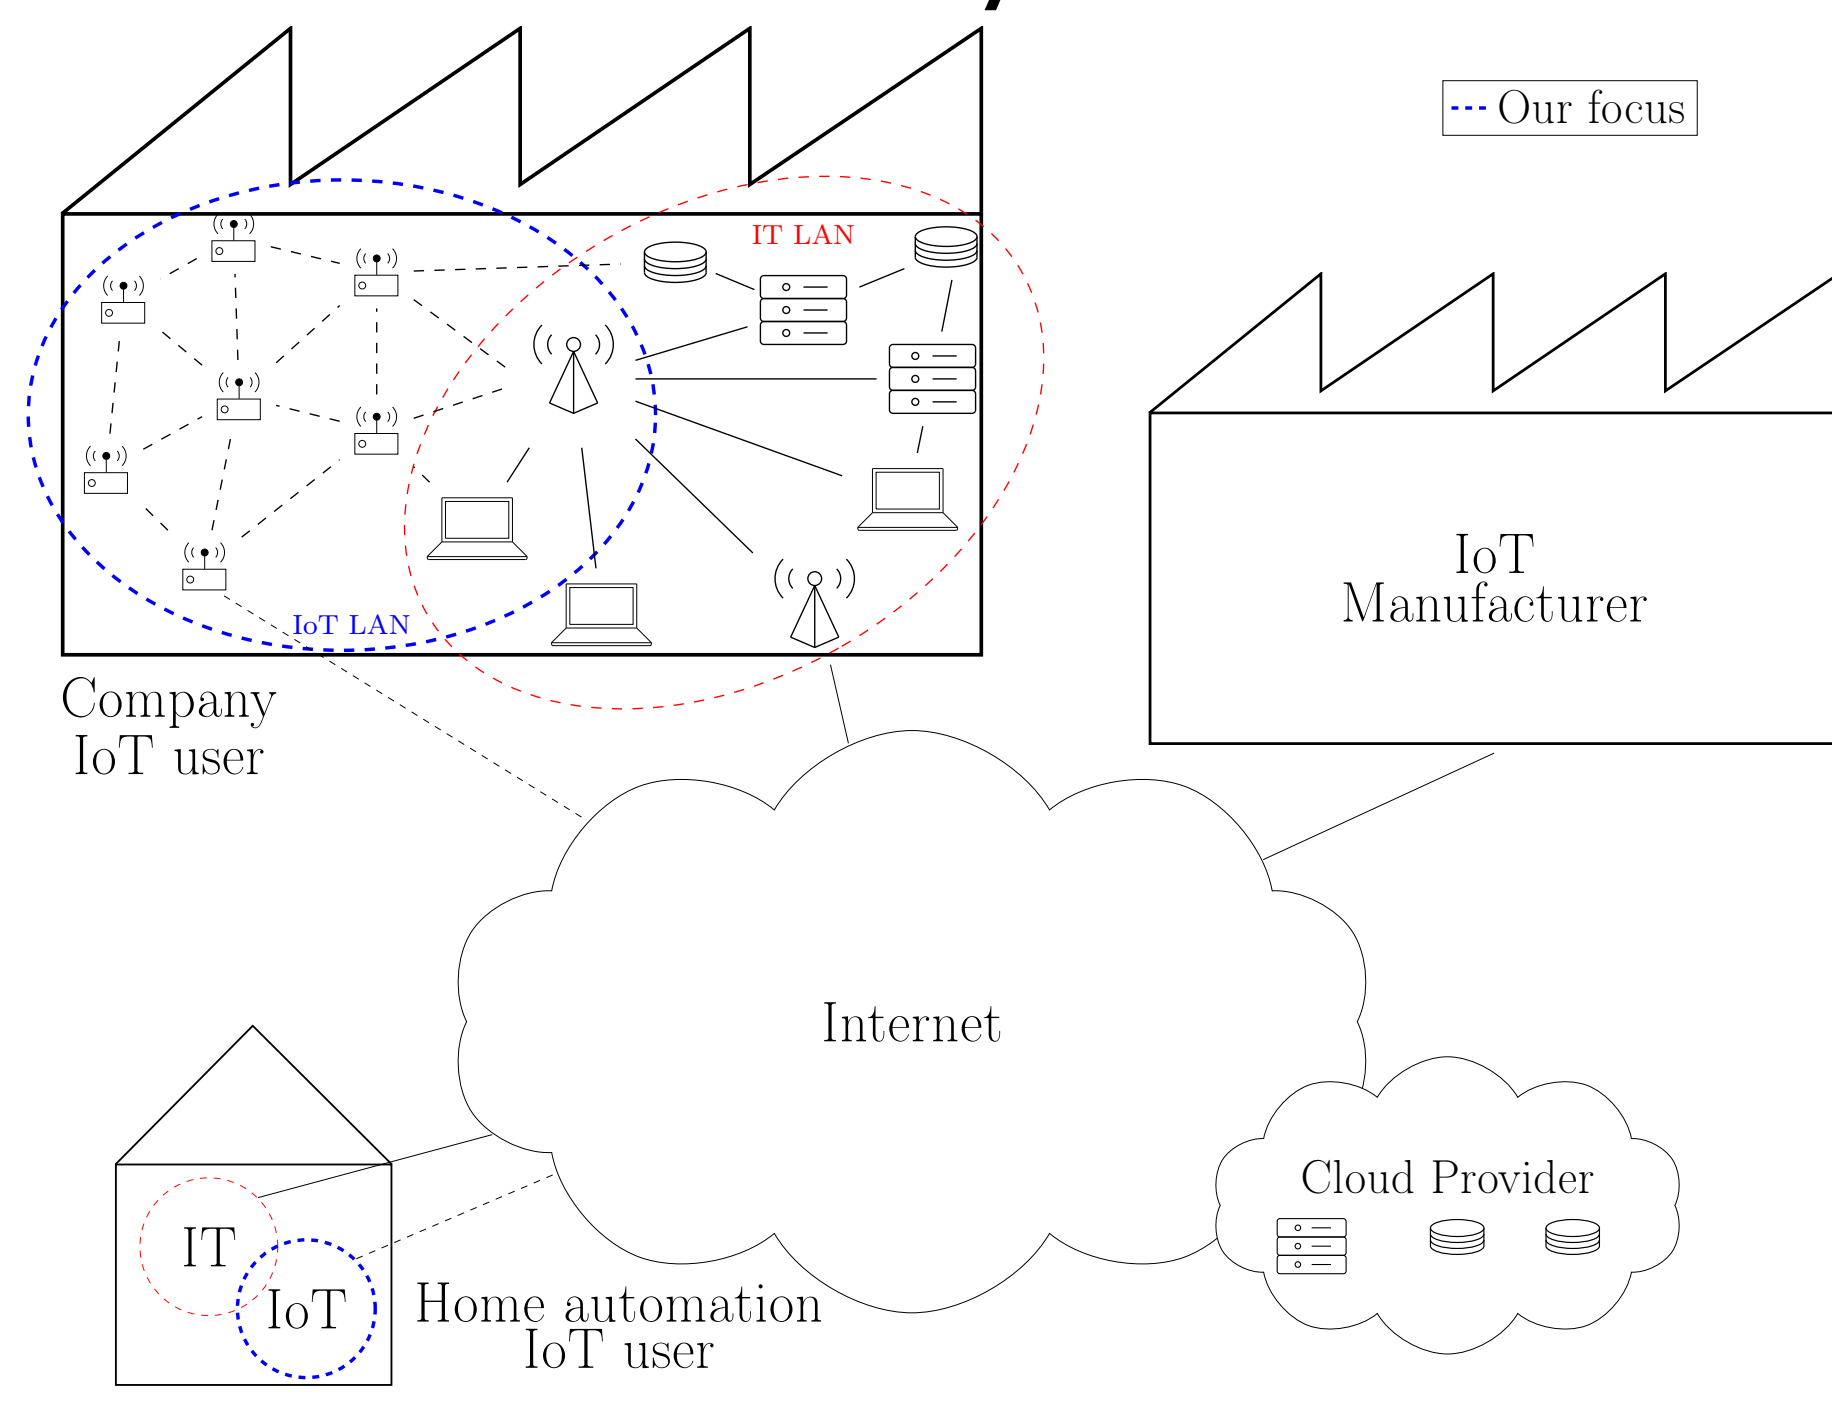 Our focus
IT LAN
IoT LAN
Company
IoT user
IoT
Manufacturer
Internet
Cloud Provider
IT
IoT
Home automation
IoT user